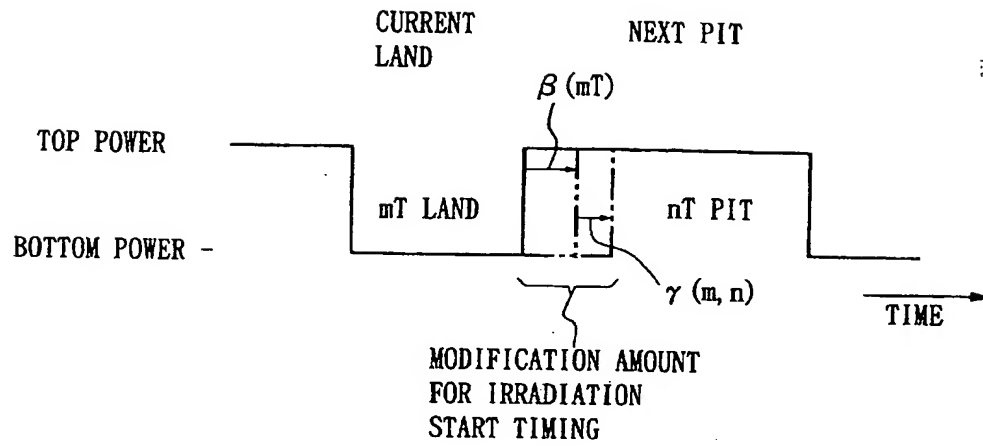 CURRENT
LAND
NEXT PIT
β (mT)
TOP POWER
mT LAND
nT PIT
BOTTOM POWER -
γ (m, n)
TIME
MODIFICATION AMOUNT
FOR IRRADIATION
START TIMING